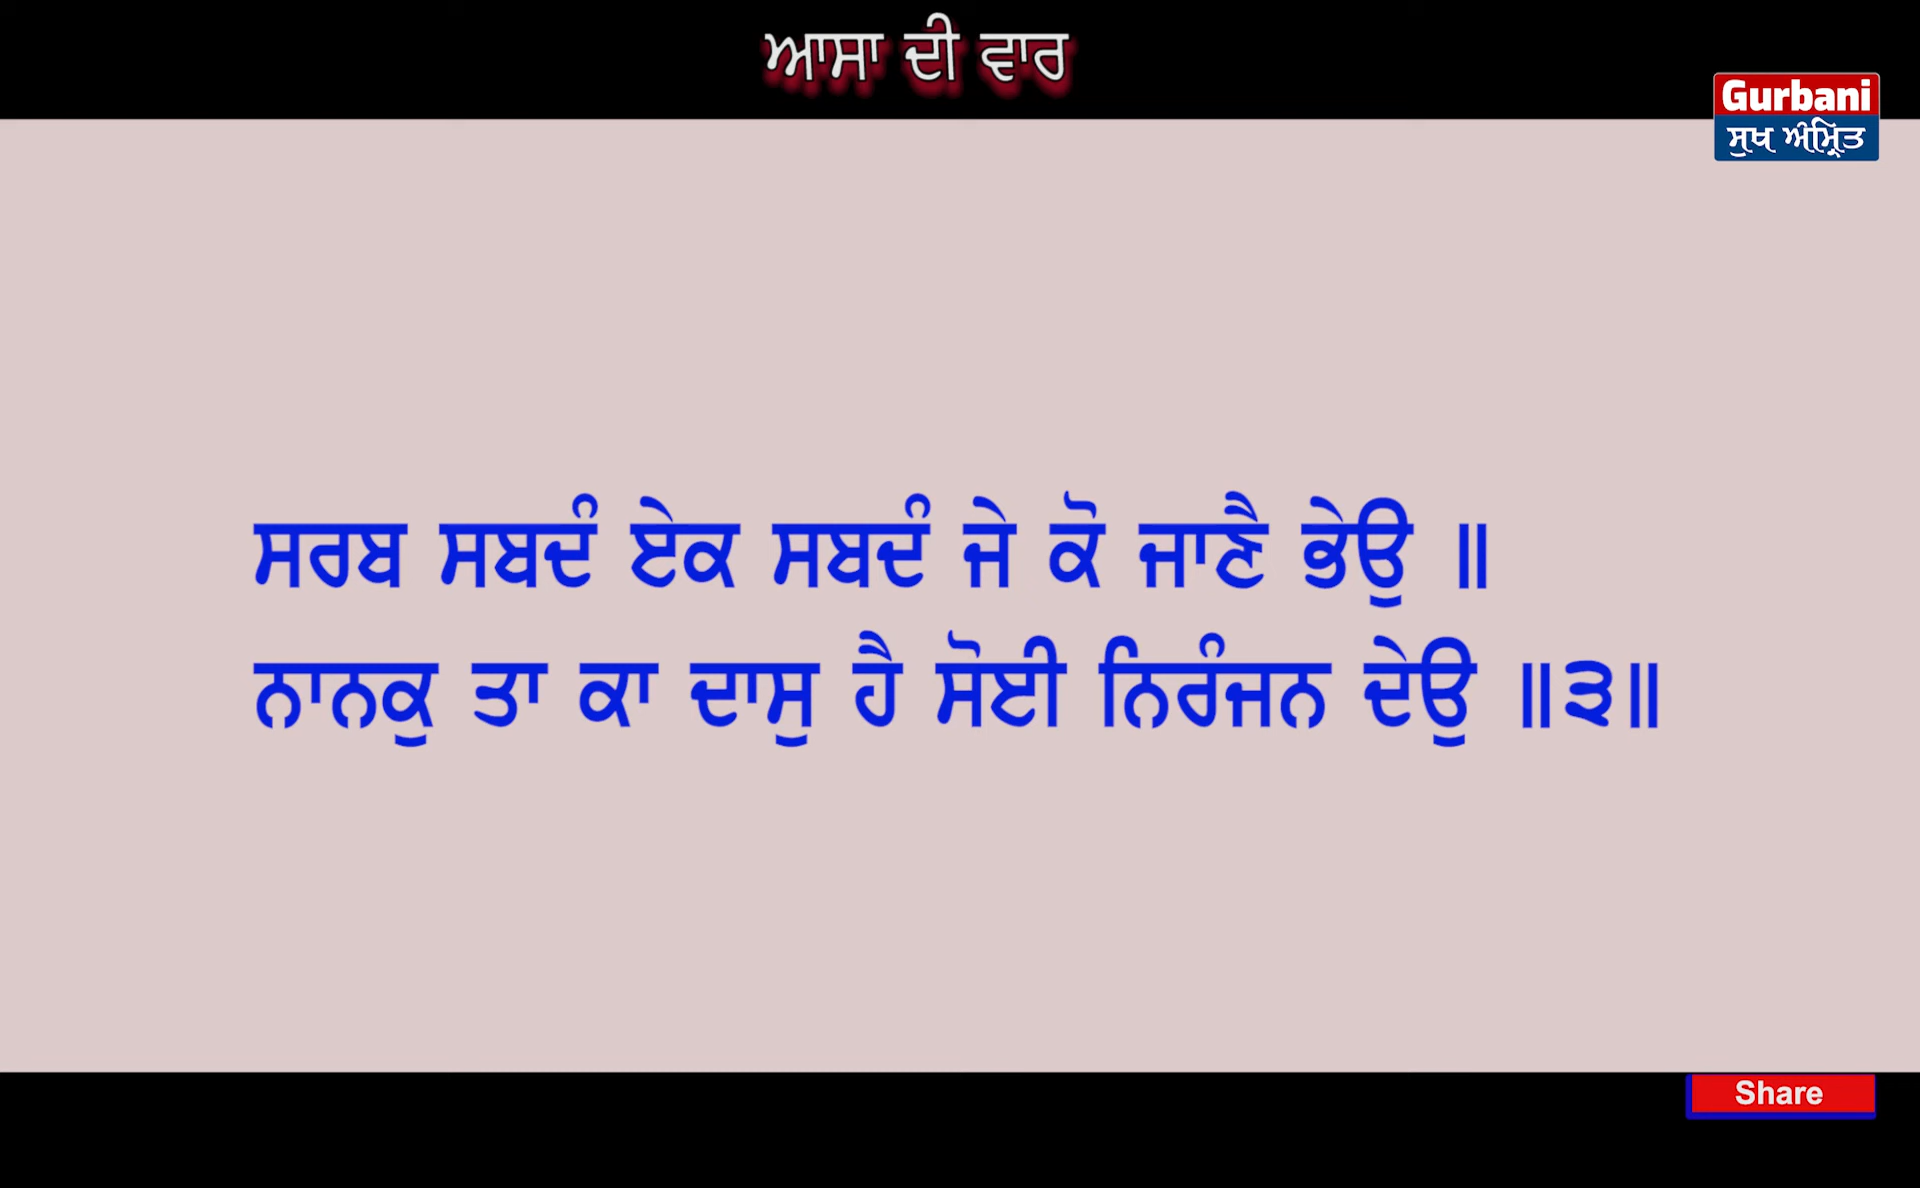 ਆਸਾ ਦੀ ਵਾਰ
Gurbani
ਸੁਖ ਅੰਮ੍ਰਿਤ
ਸਰਬ ਸਬਦੰ ਏਕ ਸਬਦੰ ਜੇ ਕੋ ਜਾਣੈ ਭੇਉ ॥
ਨਾਨਕੁ ਤਾ ਕਾ ਦਾਸੁ ਹੈ ਸੋਈ ਨਿਰੰਜਨ ਦੇਉ ॥੩॥
Share